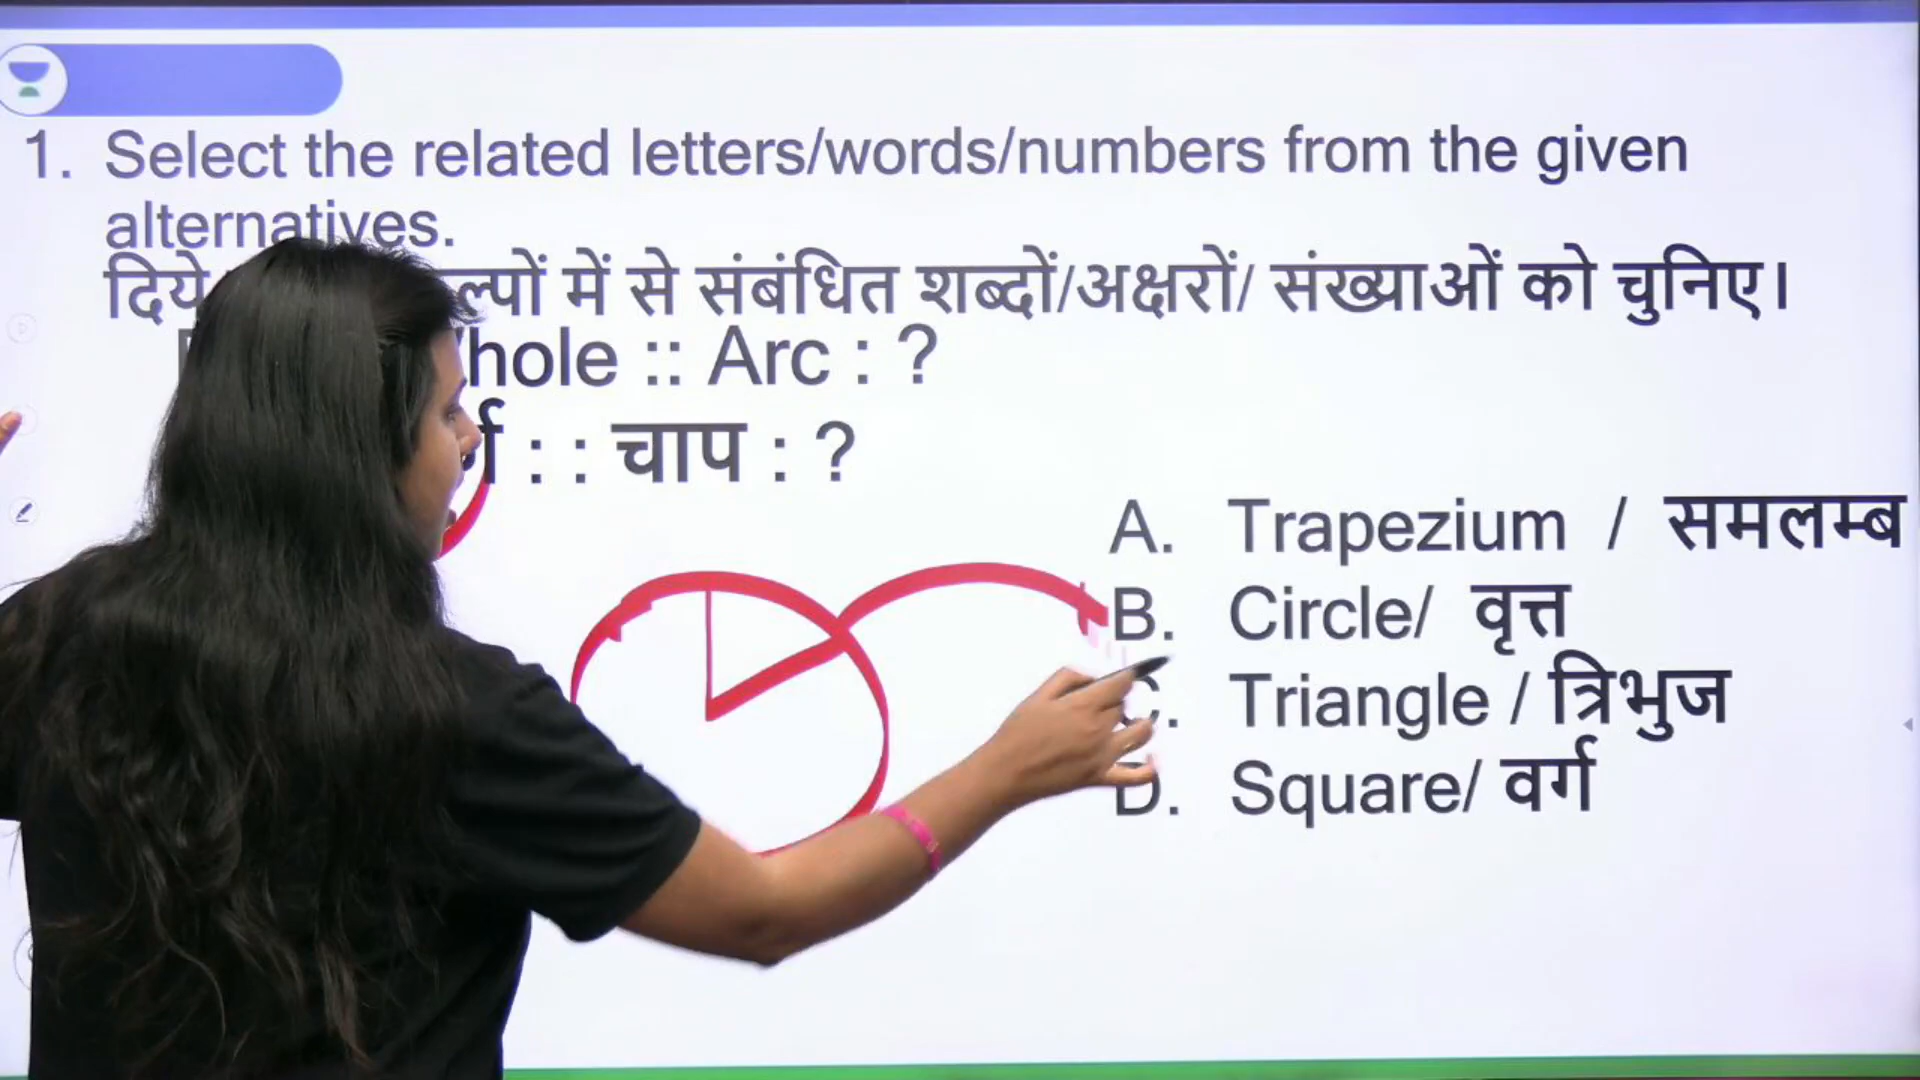 1. Select the related letters/words/numbers from the given
alternatives.
में से संबंधित शब्दों/अक्षरों/ संख्याओं को चुनिए।
:: Arc : ?
: : चाप : ?
A. Trapezium / समलम्ब
B. Circle/ वृत्त
C. Triangle / त्रिभुज
D. Square/ वर्ग